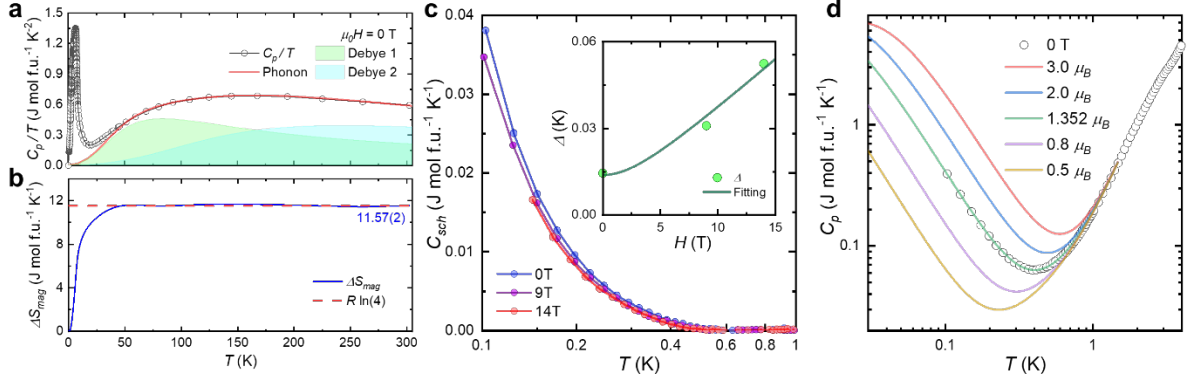 a
μ₀H = 0 T
C_p/T
Debye 1
Phonon
Debye 2
C_p/T (J mol f.u.⁻¹ K⁻²)
1.5
1.2
0.9
0.6
0.3
0.0
b
ΔS_mag (J mol f.u.⁻¹ K⁻¹)
12
8
4
0
11.57(2)
ΔS_mag
R ln(4)
0 50 100 150 200 250 300
T (K)
c
C_sch (J mol f.u.⁻¹ K⁻¹)
0.04
0.03
0.02
0.01
0.00
0T
9T
14T
0.1 0.2 0.4 0.6 0.8 1
T (K)
Δ (K)
0.06
0.03
0.00
Δ
Fitting
0 5 10 15
H (T)
d
C_p (J mol f.u.⁻¹ K⁻¹)
1
0.1
0 T
3.0 μ_B
2.0 μ_B
1.352 μ_B
0.8 μ_B
0.5 μ_B
0.1 1
T (K)